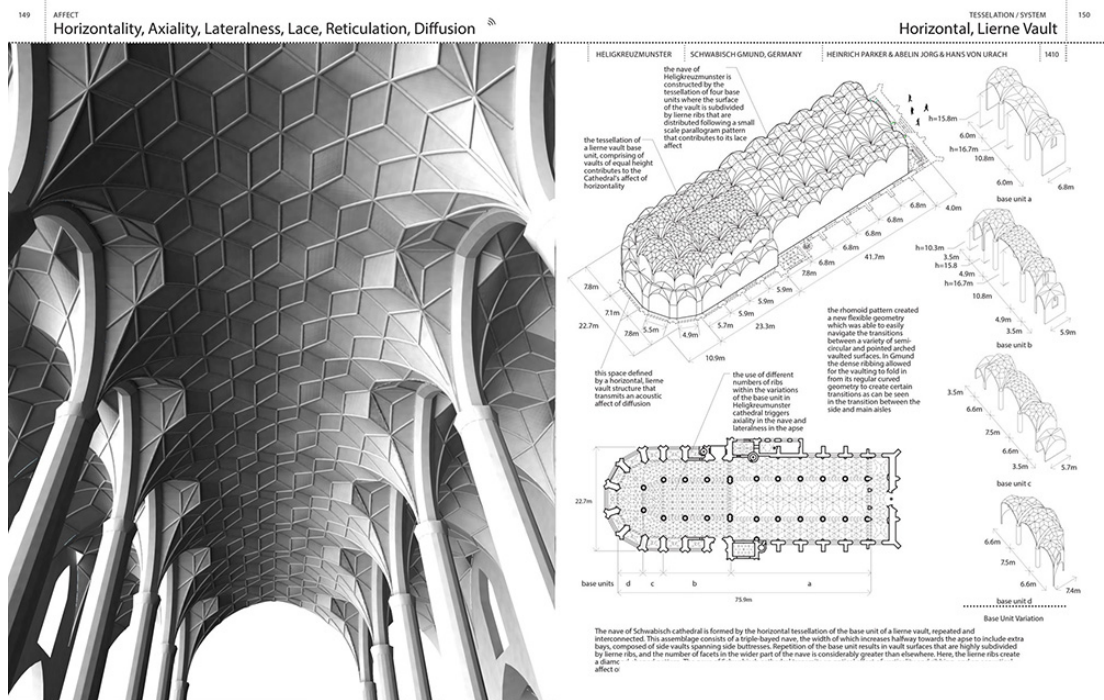 149
AFFECT
Horizontality, Axiality, Lateralness, Lace, Reticulation, Diffusion
TESSELATION / SYSTEM
150
Horizontal, Lierne Vault
HELIGKREUZMUNSTER
SCHWABISCH GMUND, GERMANY
HEINRICH PARKER & ABELIN JORG & HANS VON URACH
1410
the nave of
Heligkreuzmunster is
constructed by the
tessellation of four base
units where the surface
of the vault is subdivided
by lierne ribs that are
distributed following a small
scale parallogram pattern
that contributes to its lace
affect
the tessellation of
a lierne vault base
unit, comprising of
vaults of equal height
contributes to the
Cathedral's affect of
horizontality
h=15.8m
6.0m
h=16.7m
10.8m
6.0m
6.8m
base unit a
6.8m
4.0m
6.8m
6.8m
6.8m
41.7m
6.8m
7.8m
5.9m
5.9m
5.9m
5.7m
23.3m
4.9m
10.9m
7.8m
7.1m
22.7m
7.8m
5.5m
h=10.3m
3.5m
h=15.8
4.9m
h=16.7m
10.8m
4.9m
3.5m
5.9m
base unit b
the rhomoid pattern created
a new flexible geometry
which was able to easily
navigate the transitions
between a variety of semi-
circular and pointed arched
vaulted surfaces. In Gmund
the dense ribbing allowed
for the vaulting to fold in
from its regular curved
geometry to create certain
transitions as can be seen
in the transition between the
side and main aisles
this space defined
by a horizontal, lierne
vault structure that
transmits an acoustic
affect of diffusion
the use of different
numbers of ribs
within the variations
of the base unit in
Heligkreumunster
cathedral triggers
axiality in the nave and
lateralness in the apse
3.5m
6.6m
7.5m
6.6m
3.5m
5.7m
base unit c
22.7m
base units
d
c
b
a
75.9m
6.6m
7.5m
6.6m
7.4m
base unit d
Base Unit Variation
The nave of Schwabisch cathedral is formed by the horizontal tessellation of the base unit of a lierne vault, repeated and
interconnected. This assemblage consists of a triple-bayed nave, the width of which increases halfway towards the apse to include extra
bays, composed of side vaults spanning side buttresses. Repetition of the base unit results in vault surfaces that are highly subdivided
by lierne ribs, and the number of facets in the wider part of the nave is considerably greater than elsewhere. Here, the lierne ribs create
affect